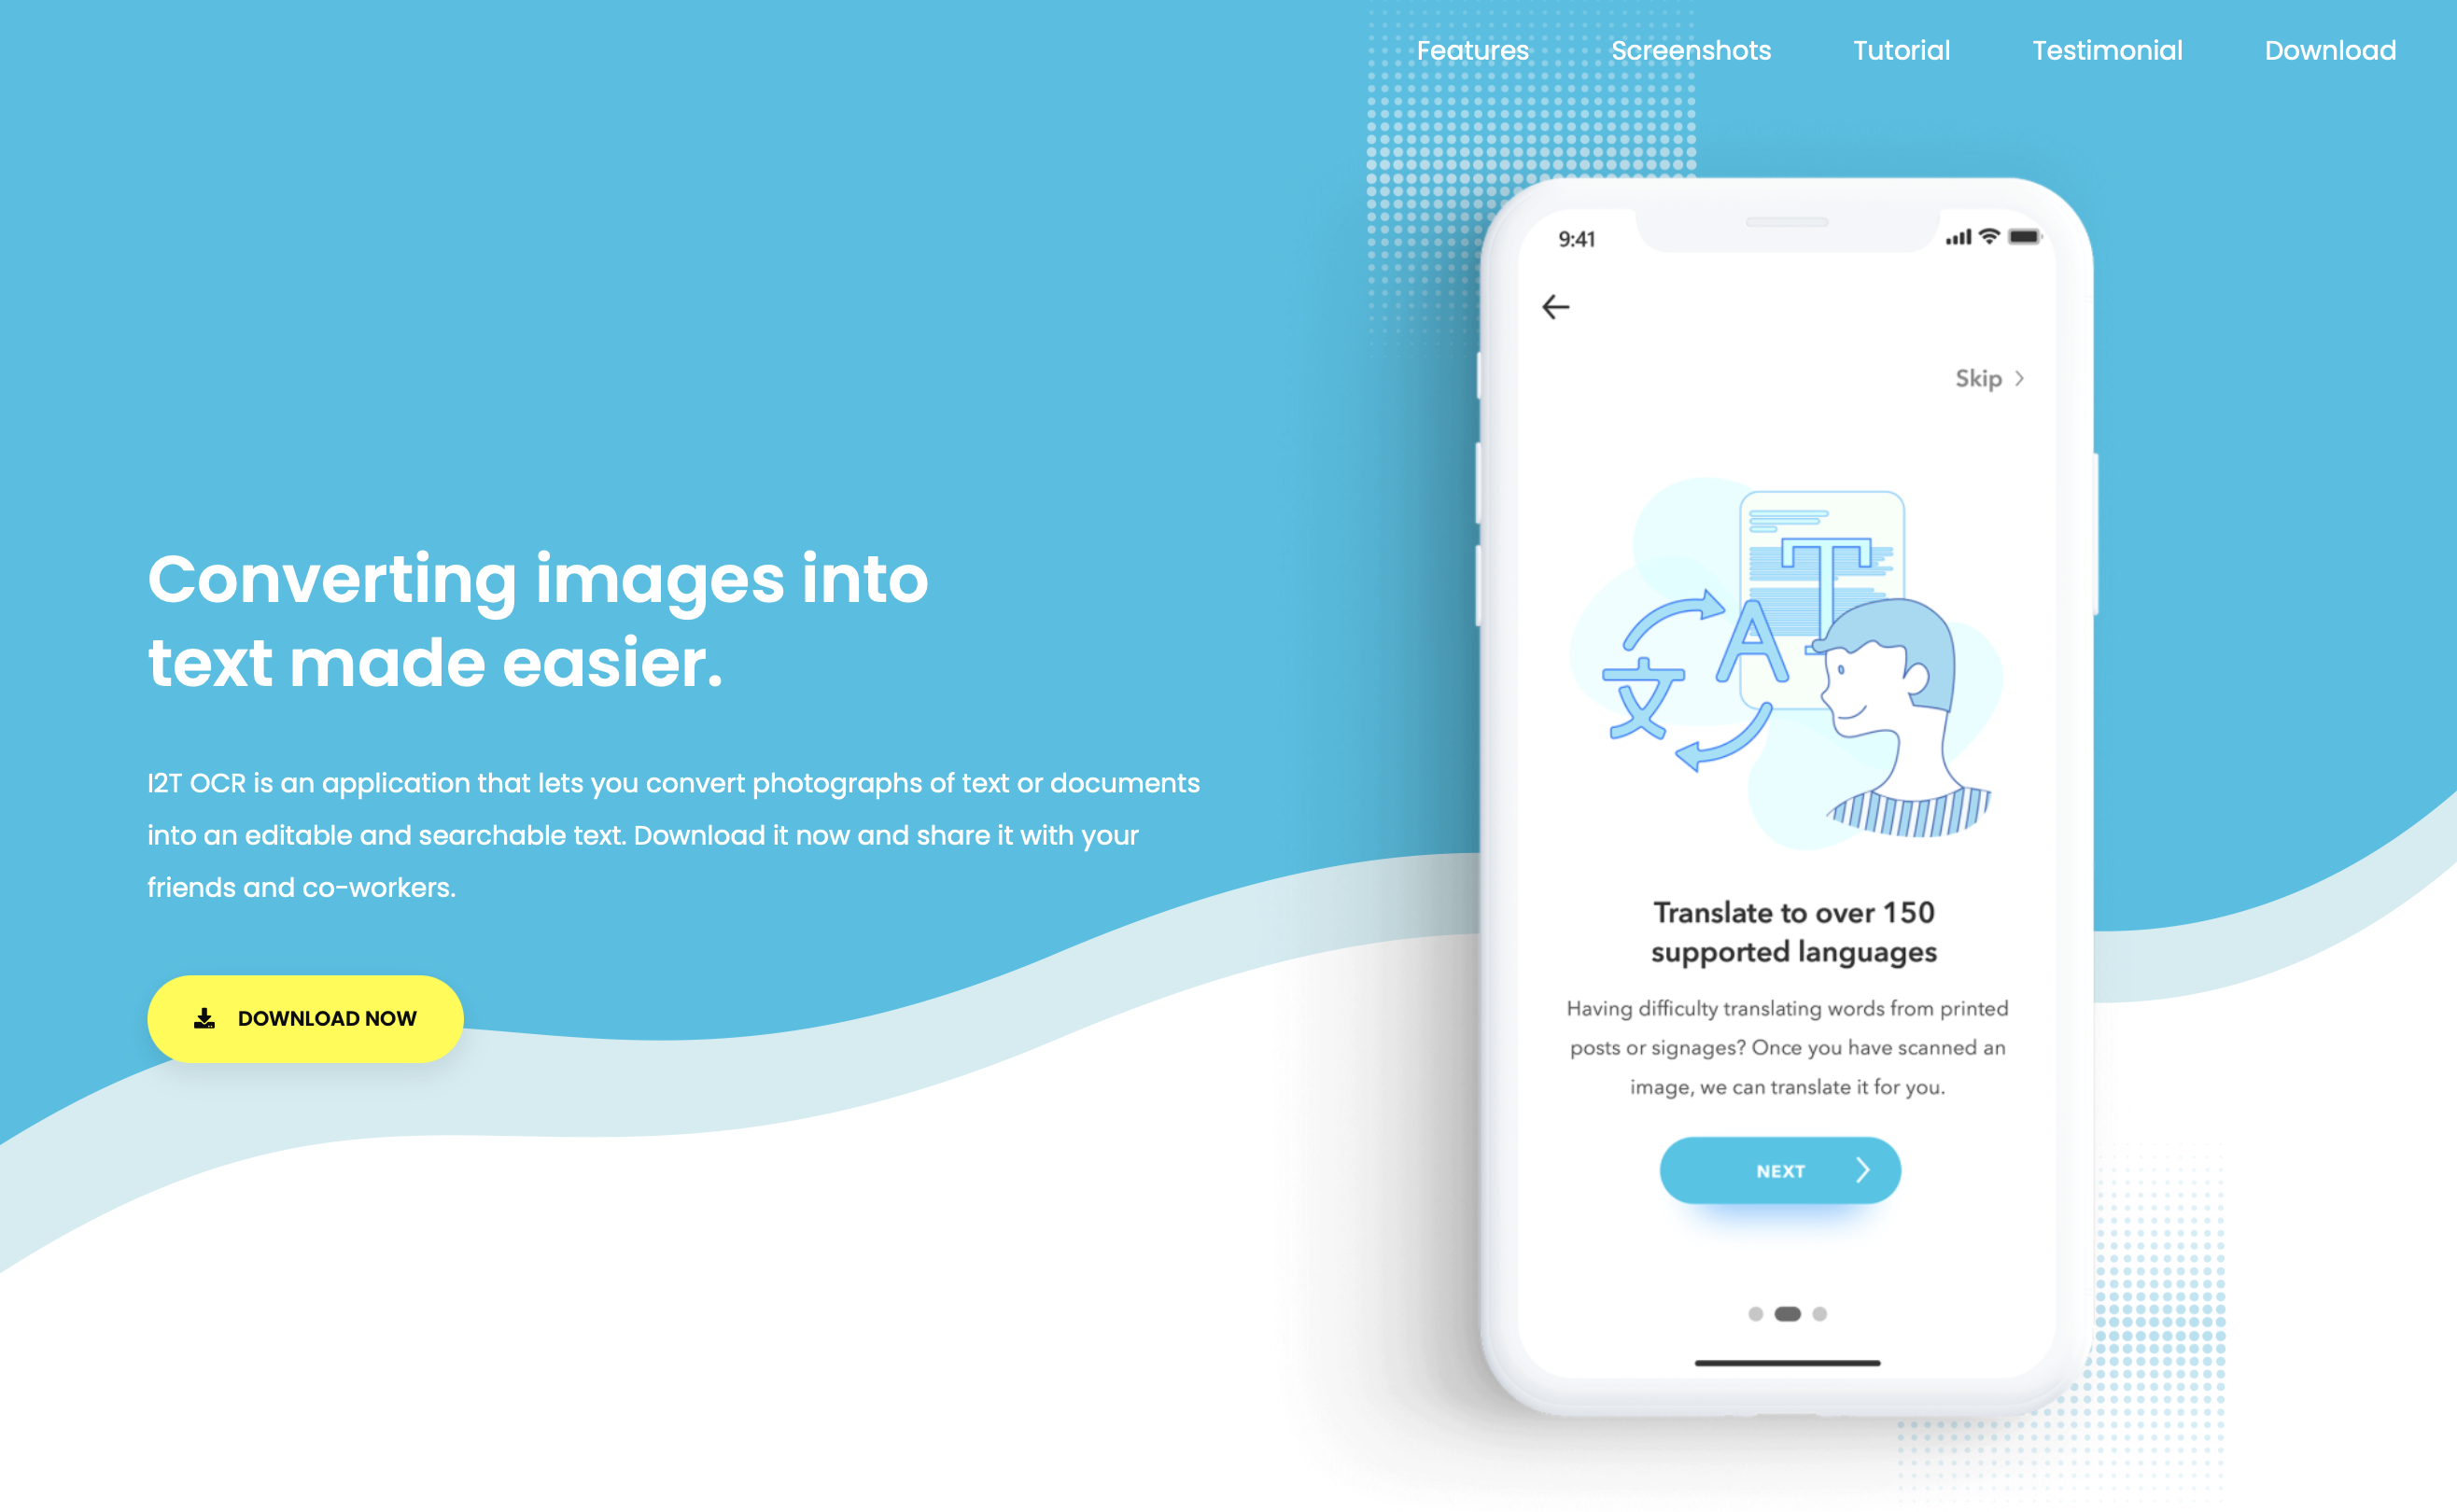 Features Screenshots Tutorial Testimonial Download
Converting images into
text made easier.
I2T OCR is an application that lets you convert photographs of text or documents
into an editable and searchable text. Download it now and share it with your
friends and co-workers.
DOWNLOAD NOW
9:41
Skip
T
A
文
Translate to over 150
supported languages
Having difficulty translating words from printed
posts or signages? Once you have scanned an
image, we can translate it for you.
NEXT